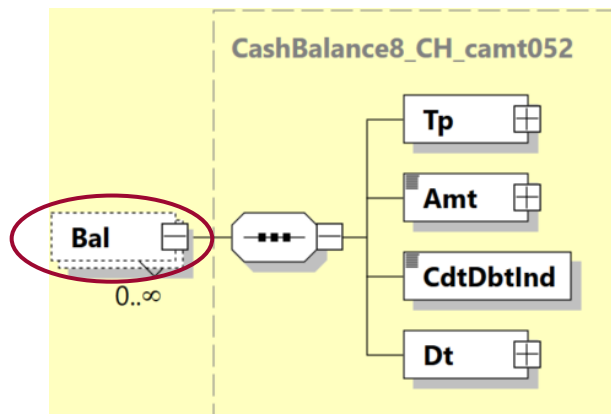 CashBalance8_CH_camt052
Tp
Amt
Bal
0..∞
CdtDbtInd
Dt